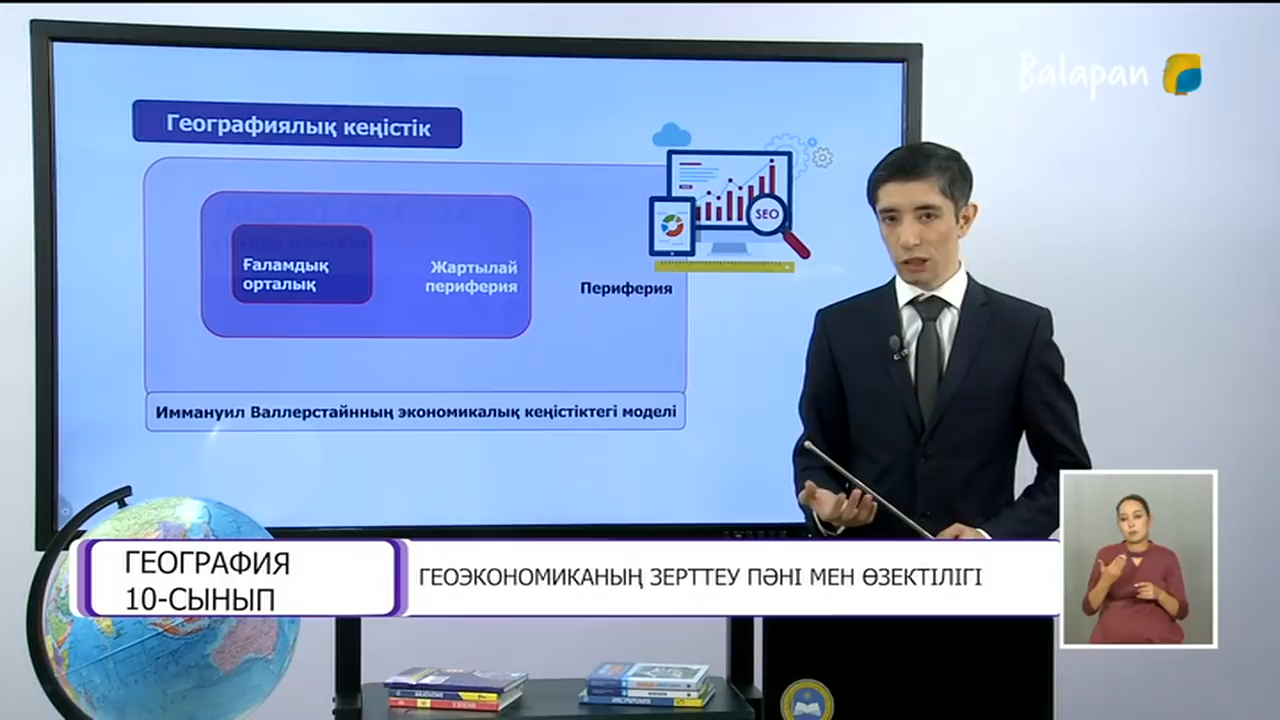 Balapan
Географиялық кеңістік
SEO
Ғаламдық
орталық
Жартылай
периферия
Периферия
Иммануил Валлерстайнның экономикалық кеңістіктегі моделі
ГЕОГРАФИЯ
10-СЫНЫП
ГЕОЭКОНОМИКАНЫҢ ЗЕРТТЕУ ПӘНІ МЕН ӨЗЕКТІЛІГІ